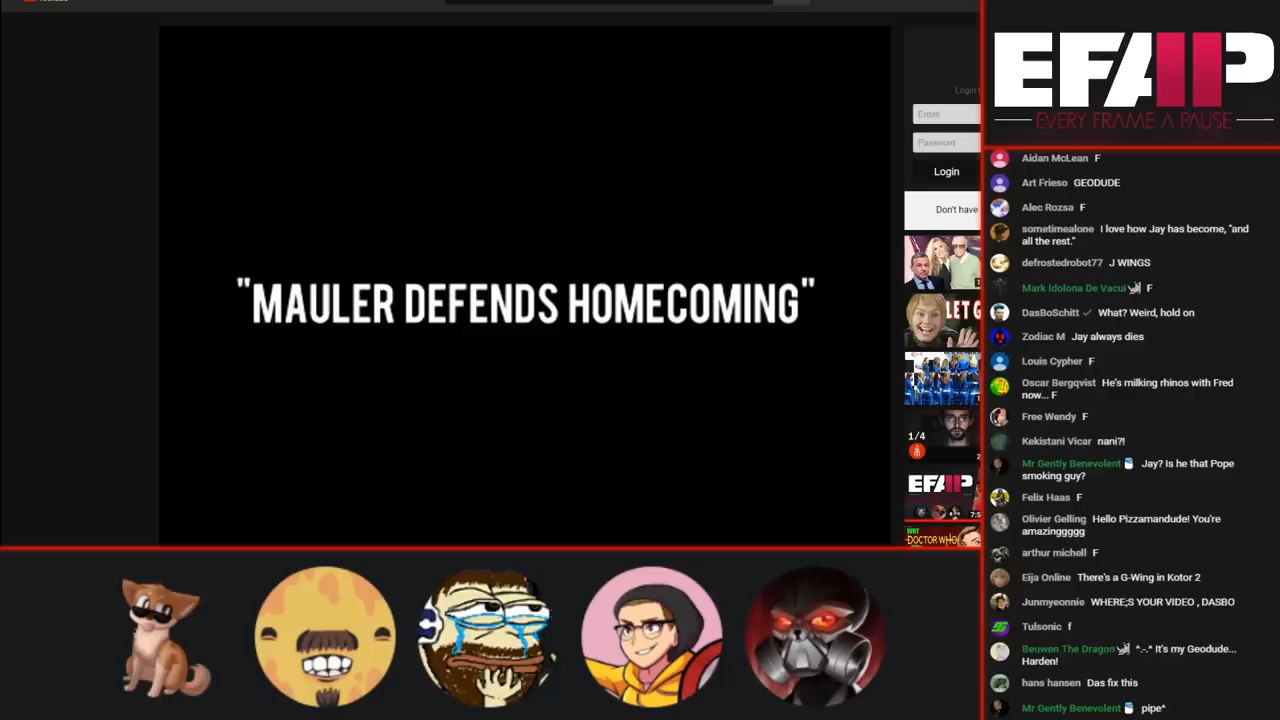 "MAULER DEFENDS HOMECOMING"
Login
Email
Password
Login
Don't have
LET G
1/4
EFAP
7:5
WHY
DOCTOR WHO
EFAP
EVERY FRAME A PAUSE
Aidan McLean F
Art Frieso GEODUDE
Alec Rozsa F
sometimealone I love how Jay has become, "and
all the rest."
defrostedrobot77 J WINGS
Mark Idolona De Vacui F
DasBoSchitt What? Weird, hold on
Zodiac M Jay always dies
Louis Cypher F
Oscar Bergqvist He's milking rhinos with Fred
now... F
Free Wendy F
Kekistani Vicar nani?!
Mr Gently Benevolent Jay? Is he that Pope
smoking guy?
Felix Haas F
Olivier Gelling Hello Pizzamandude! You're
amazingggg
arthur michell F
Eija Online There's a G-Wing in Kotor 2
Junmyeonnie WHERE;S YOUR VIDEO , DASBO
Tulsonic f
Beuwen The Dragon ^.-.^ It's my Geodude...
Harden!
hans hansen Das fix this
Mr Gently Benevolent pipe^